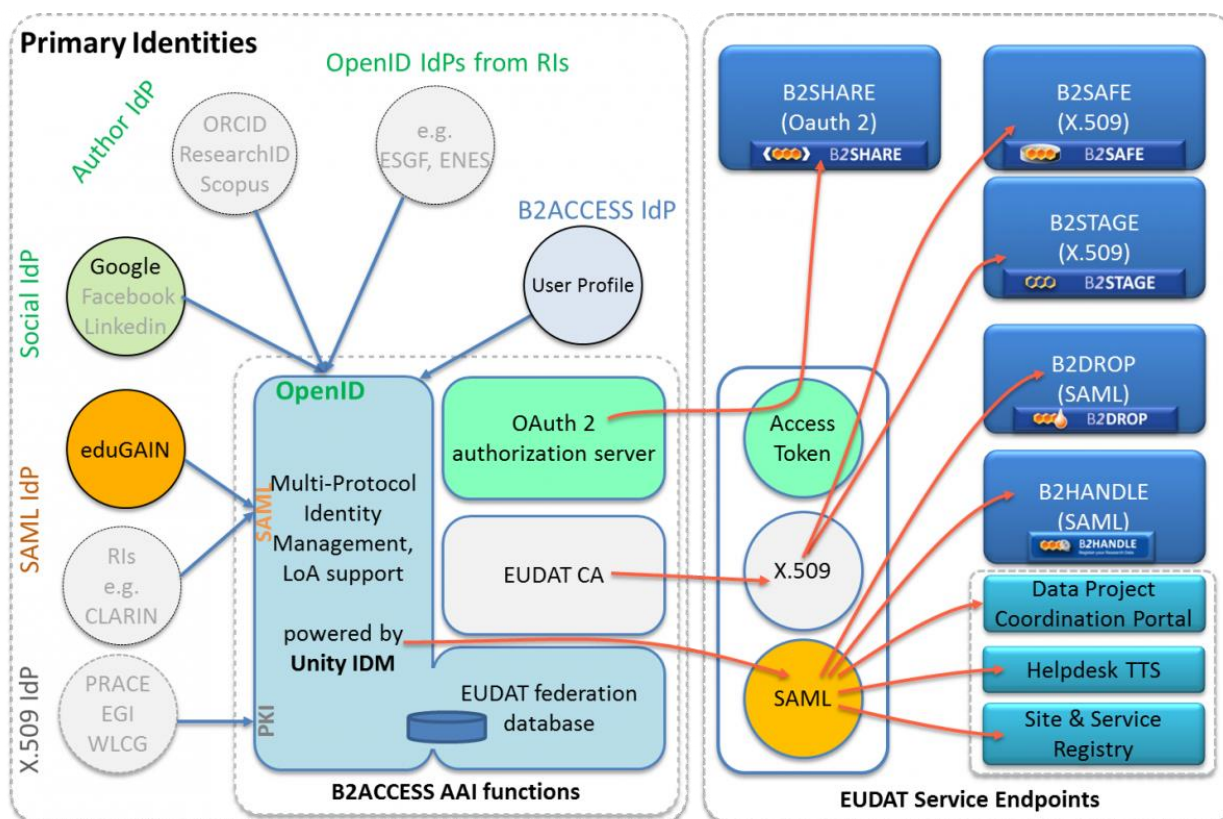 Primary Identities
Author IdP
OpenID IdPs from RIs
ORCID
ResearchID
Scopus
e.g.
ESGF, ENES
B2ACCESS IdP
Social IdP
Google
Facebook
Linkedin
User Profile
SAML IdP
eduGAIN
RIs
e.g.
CLARIN
X.509 IdP
PRACE
EGI
WLCG
OpenID
SAML
Multi-Protocol
Identity
Management,
LoA support
powered by
Unity IDM
PKI
OAuth 2
authorization server
EUDAT CA
EUDAT federation
database
B2ACCESS AAI functions
B2SHARE
(Oauth 2)
B2SHARE
B2SAFE
(X.509)
B2SAFE
B2STAGE
(X.509)
B2STAGE
B2DROP
(SAML)
B2DROP
B2HANDLE
(SAML)
B2HANDLE
Register your Research Data
Access
Token
X.509
SAML
Data Project
Coordination Portal
Helpdesk TTS
Site & Service
Registry
EUDAT Service Endpoints